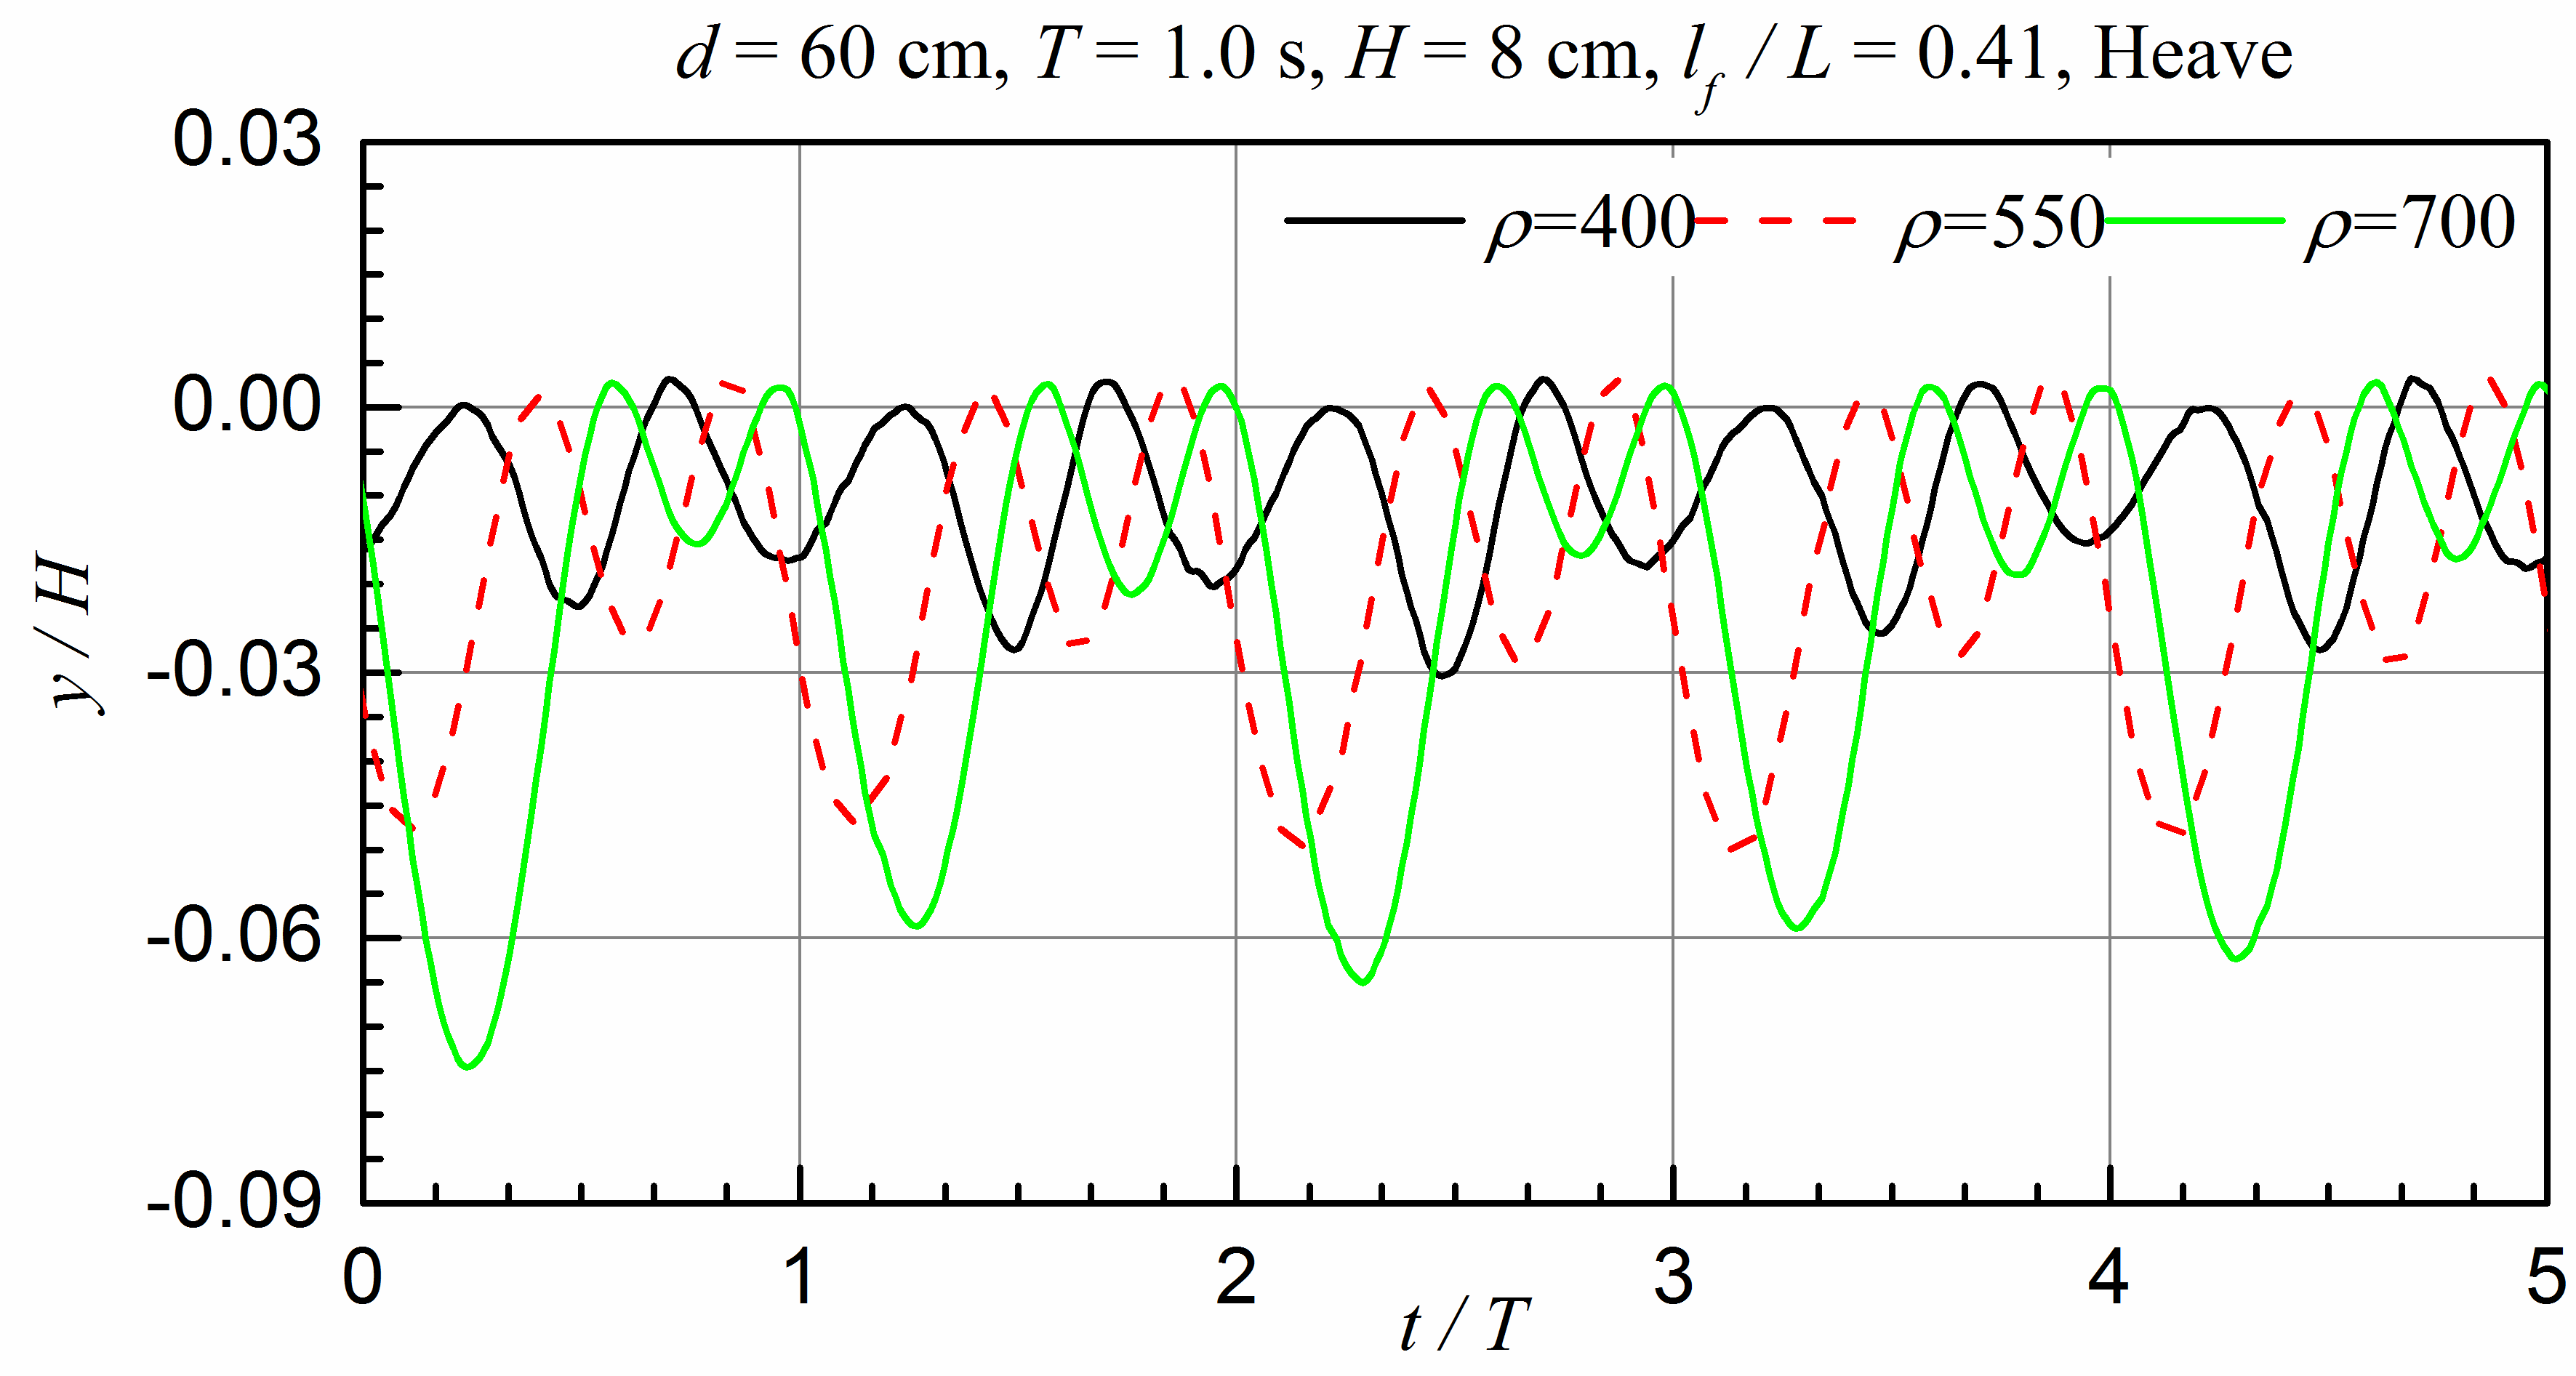 d = 60 cm, T = 1.0 s, H = 8 cm, lf / L = 0.41, Heave
0.03
ρ=400 ρ=550 ρ=700
0.00
-0.03
y / H
-0.06
-0.09
0 1 2 3 4 5
t / T